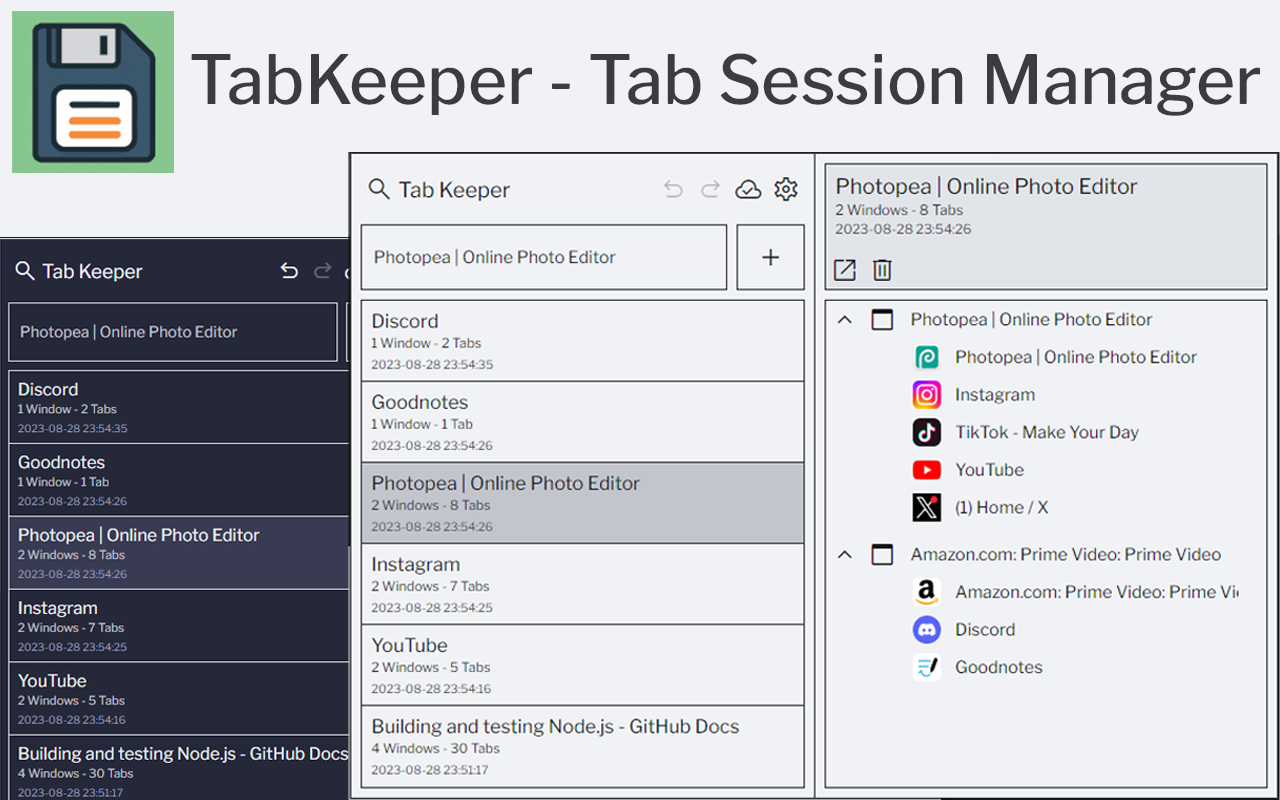 TabKeeper - Tab Session Manager
Tab Keeper
Photopea | Online Photo Editor
Discord
1 Window - 2 Tabs
2023-08-28 23:54:35
Goodnotes
1 Window - 1 Tab
2023-08-28 23:54:26
Photopea | Online Photo Editor
2 Windows - 8 Tabs
2023-08-28 23:54:26
Instagram
2 Windows - 7 Tabs
2023-08-28 23:54:25
YouTube
2 Windows - 5 Tabs
2023-08-28 23:54:16
Building and testing Node.js - GitHub Docs
4 Windows - 30 Tabs
2023-08-28 23:51:17
Tab Keeper
Photopea | Online Photo Editor
Discord
1 Window - 2 Tabs
2023-08-28 23:54:35
Goodnotes
1 Window - 1 Tab
2023-08-28 23:54:26
Photopea | Online Photo Editor
2 Windows - 8 Tabs
2023-08-28 23:54:26
Instagram
2 Windows - 7 Tabs
2023-08-28 23:54:25
YouTube
2 Windows - 5 Tabs
2023-08-28 23:54:16
Building and testing Node.js - GitHub Docs
4 Windows - 30 Tabs
2023-08-28 23:51:17
Photopea | Online Photo Editor
2 Windows - 8 Tabs
2023-08-28 23:54:26
Photopea | Online Photo Editor
Photopea | Online Photo Editor
Instagram
TikTok - Make Your Day
YouTube
(1) Home / X
Amazon.com: Prime Video: Prime Video
Amazon.com: Prime Video: Prime Vi
Discord
Goodnotes